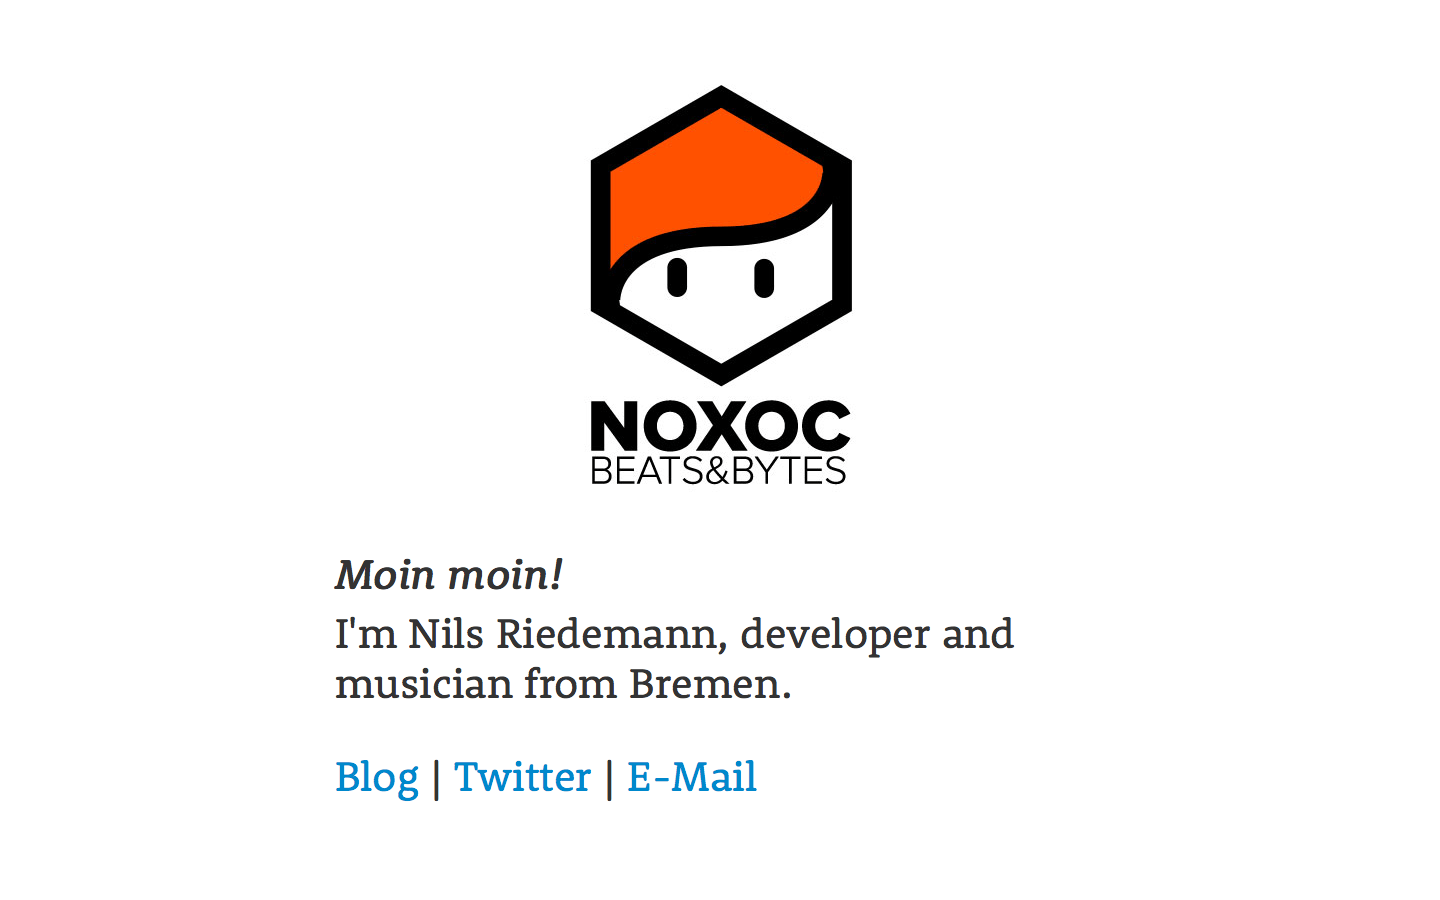 NOXOC
BEATS&BYTES
Moin moin!
I'm Nils Riedemann, developer and
musician from Bremen.
Blog | Twitter | E-Mail